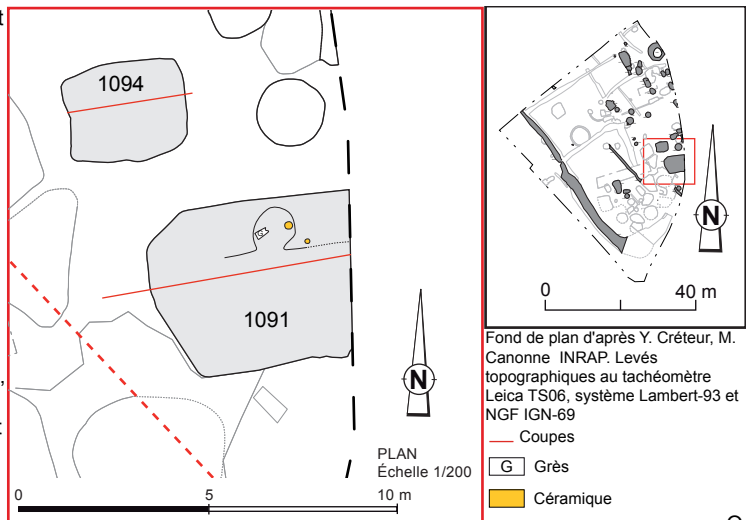 t
1094
1091
,
:
N
PLAN
Échelle 1/200
0 5 10 m
N
0 40 m
Fond de plan d'après Y. Créteur, M.
Canonne INRAP. Levés
topographiques au tachéomètre
Leica TS06, système Lambert-93 et
NGF IGN-69
Coupes
G Grès
Céramique